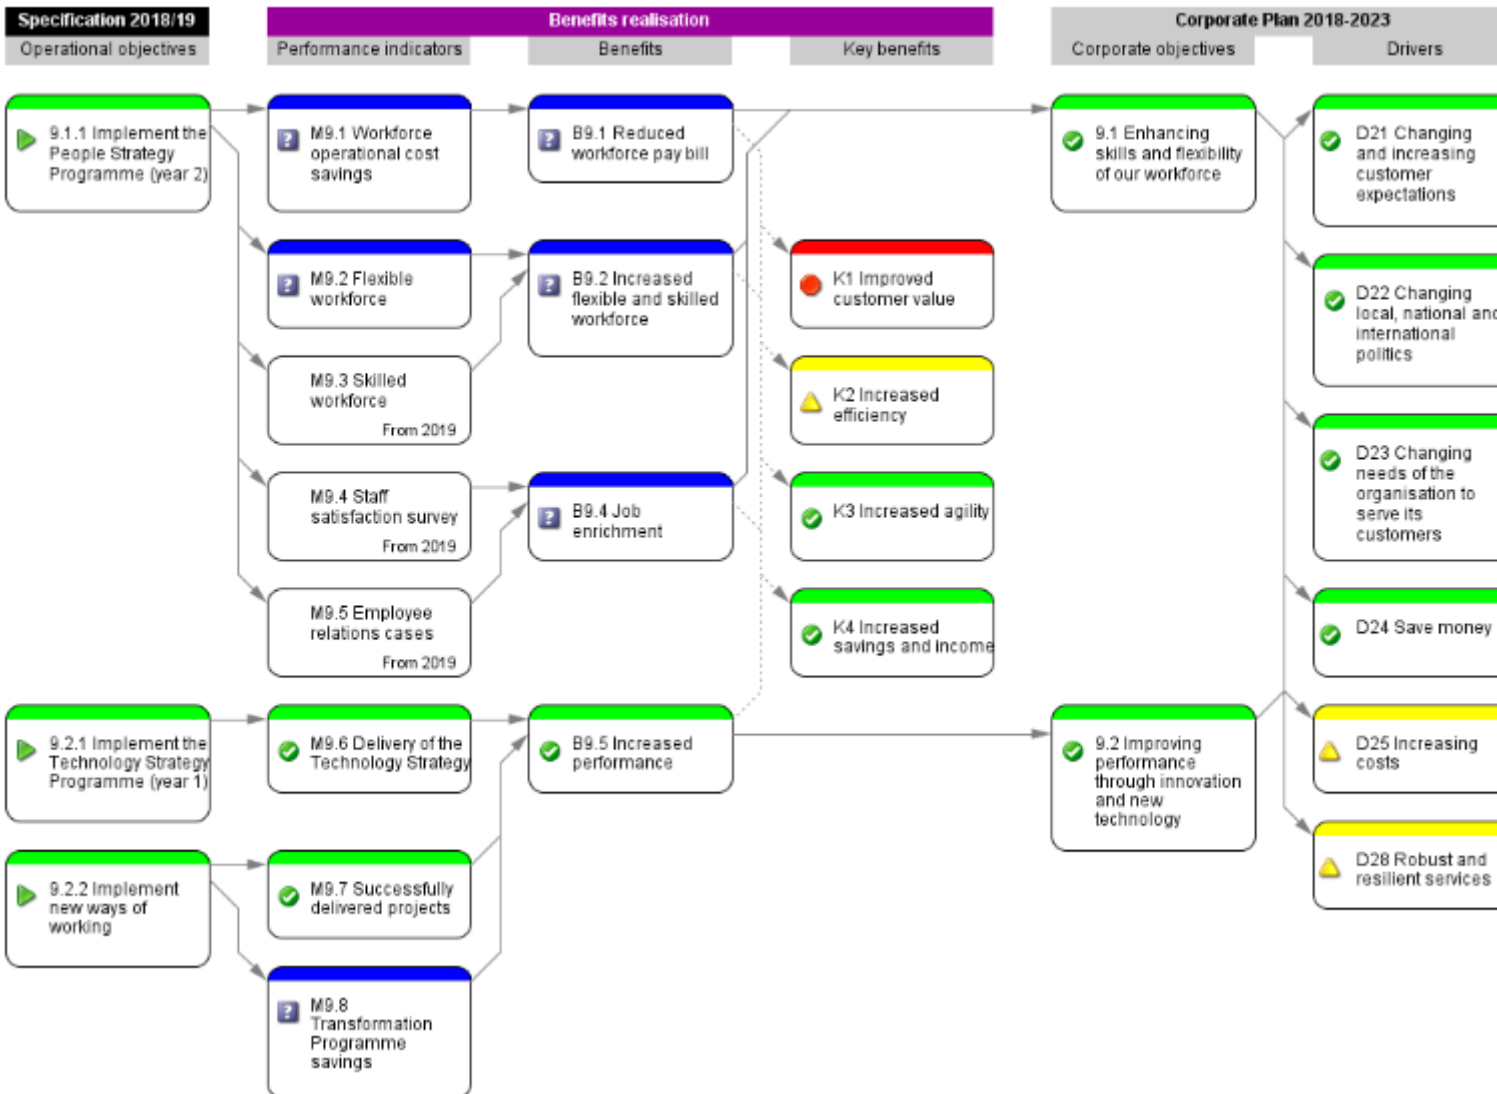 Specification 2018/19
Benefits realisation
Corporate Plan 2018-2023
Operational objectives
Performance indicators
Benefits
Key benefits
Corporate objectives
Drivers
9.1.1 Implement the
People Strategy
Programme (year 2)
M9.1 Workforce
operational cost
savings
M9.2 Flexible
workforce
M9.3 Skilled
workforce
From 2019
M9.4 Staff
satisfaction survey
From 2019
M9.5 Employee
relations cases
From 2019
B9.1 Reduced
workforce pay bill
B9.2 Increased
flexible and skilled
workforce
B9.4 Job
enrichment
K1 Improved
customer value
K2 Increased
efficiency
K3 Increased agility
K4 Increased
savings and income
9.1 Enhancing
skills and flexibility
of our workforce
D21 Changing
and increasing
customer
expectations
D22 Changing
local, national and
international
politics
D23 Changing
needs of the
organisation to
serve its
customers
D24 Save money
9.2.1 Implement the
Technology Strategy
Programme (year 1)
M9.6 Delivery of the
Technology Strategy
B9.5 Increased
performance
9.2 Improving
performance
through innovation
and new
technology
D25 Increasing
costs
D28 Robust and
resilient services
9.2.2 Implement
new ways of
working
M9.7 Successfully
delivered projects
M9.8
Transformation
Programme
savings